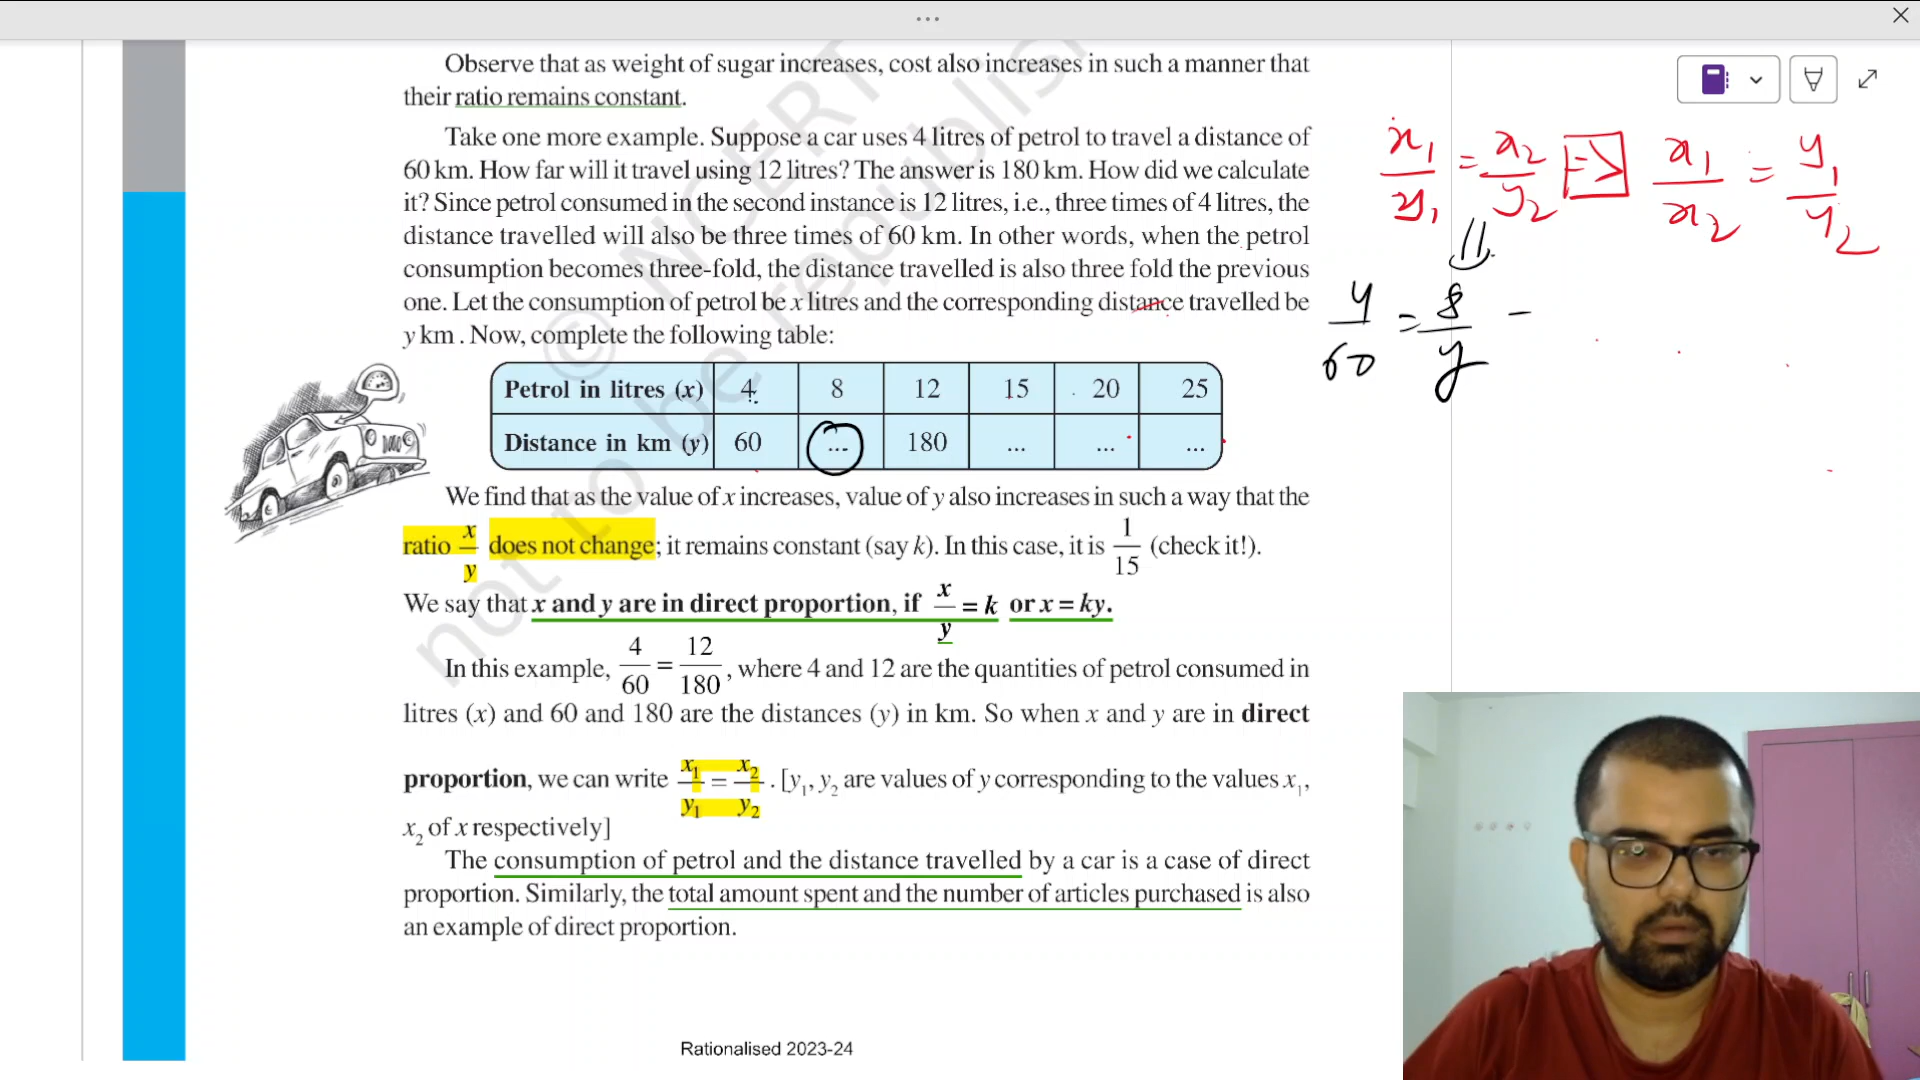 Observe that as weight of sugar increases, cost also increases in such a manner that
their ratio remains constant.
Take one more example. Suppose a car uses 4 litres of petrol to travel a distance of
60 km. How far will it travel using 12 litres? The answer is 180 km. How did we calculate
it? Since petrol consumed in the second instance is 12 litres, i.e., three times of 4 litres, the
distance travelled will also be three times of 60 km. In other words, when the petrol
consumption becomes three-fold, the distance travelled is also three fold the previous
one. Let the consumption of petrol be x litres and the corresponding distance travelled be
y km . Now, complete the following table:
Petrol in litres (x) 4 8 12 15 20 25
Distance in km (y) 60 ... 180 ... ... ...
We find that as the value of x increases, value of y also increases in such a way that the
ratio x/y does not change; it remains constant (say k). In this case, it is 1/15 (check it!).
We say that x and y are in direct proportion, if x/y = k or x = ky.
In this example, 4/60 = 12/180, where 4 and 12 are the quantities of petrol consumed in
litres (x) and 60 and 180 are the distances (y) in km. So when x and y are in direct
proportion, we can write x₁/y₁ = x₂/y₂ . [y₁, y₂ are values of y corresponding to the values x₁,
x₂ of x respectively]
The consumption of petrol and the distance travelled by a car is a case of direct
proportion. Similarly, the total amount spent and the number of articles purchased is also
an example of direct proportion.
Rationalised 2023-24
© NCERT
not to be republis
x₁/y₁ = x₂/y₂ => x₁/x₂ = y₁/y₂
4/60 = 8/y